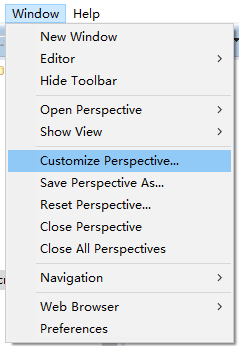 Window Help
New Window
Editor
Hide Toolbar
Open Perspective
Show View
Customize Perspective...
Save Perspective As...
Reset Perspective...
Close Perspective
Close All Perspectives
Navigation
Web Browser
Preferences